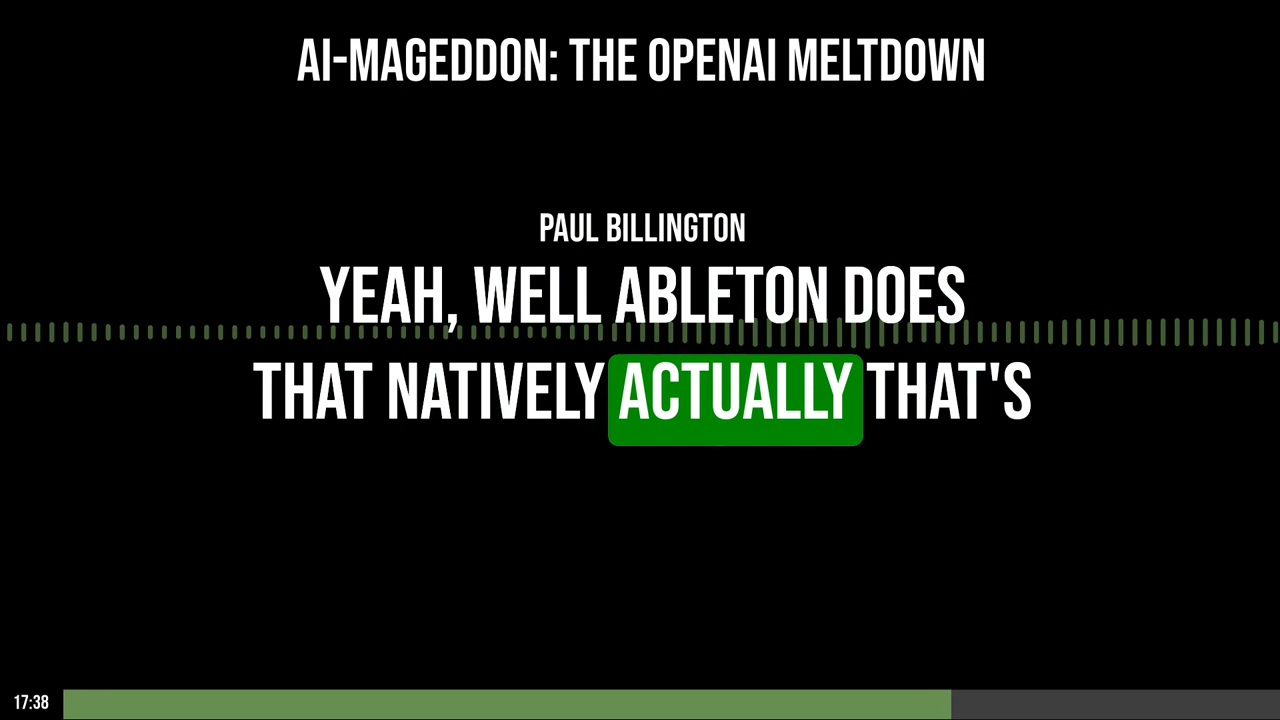 AI-MAGEDDON: THE OPENAI MELTDOWN
PAUL BILLINGTON
YEAH, WELL ABLETON DOES
THAT NATIVELY ACTUALLY THAT'S
17:38